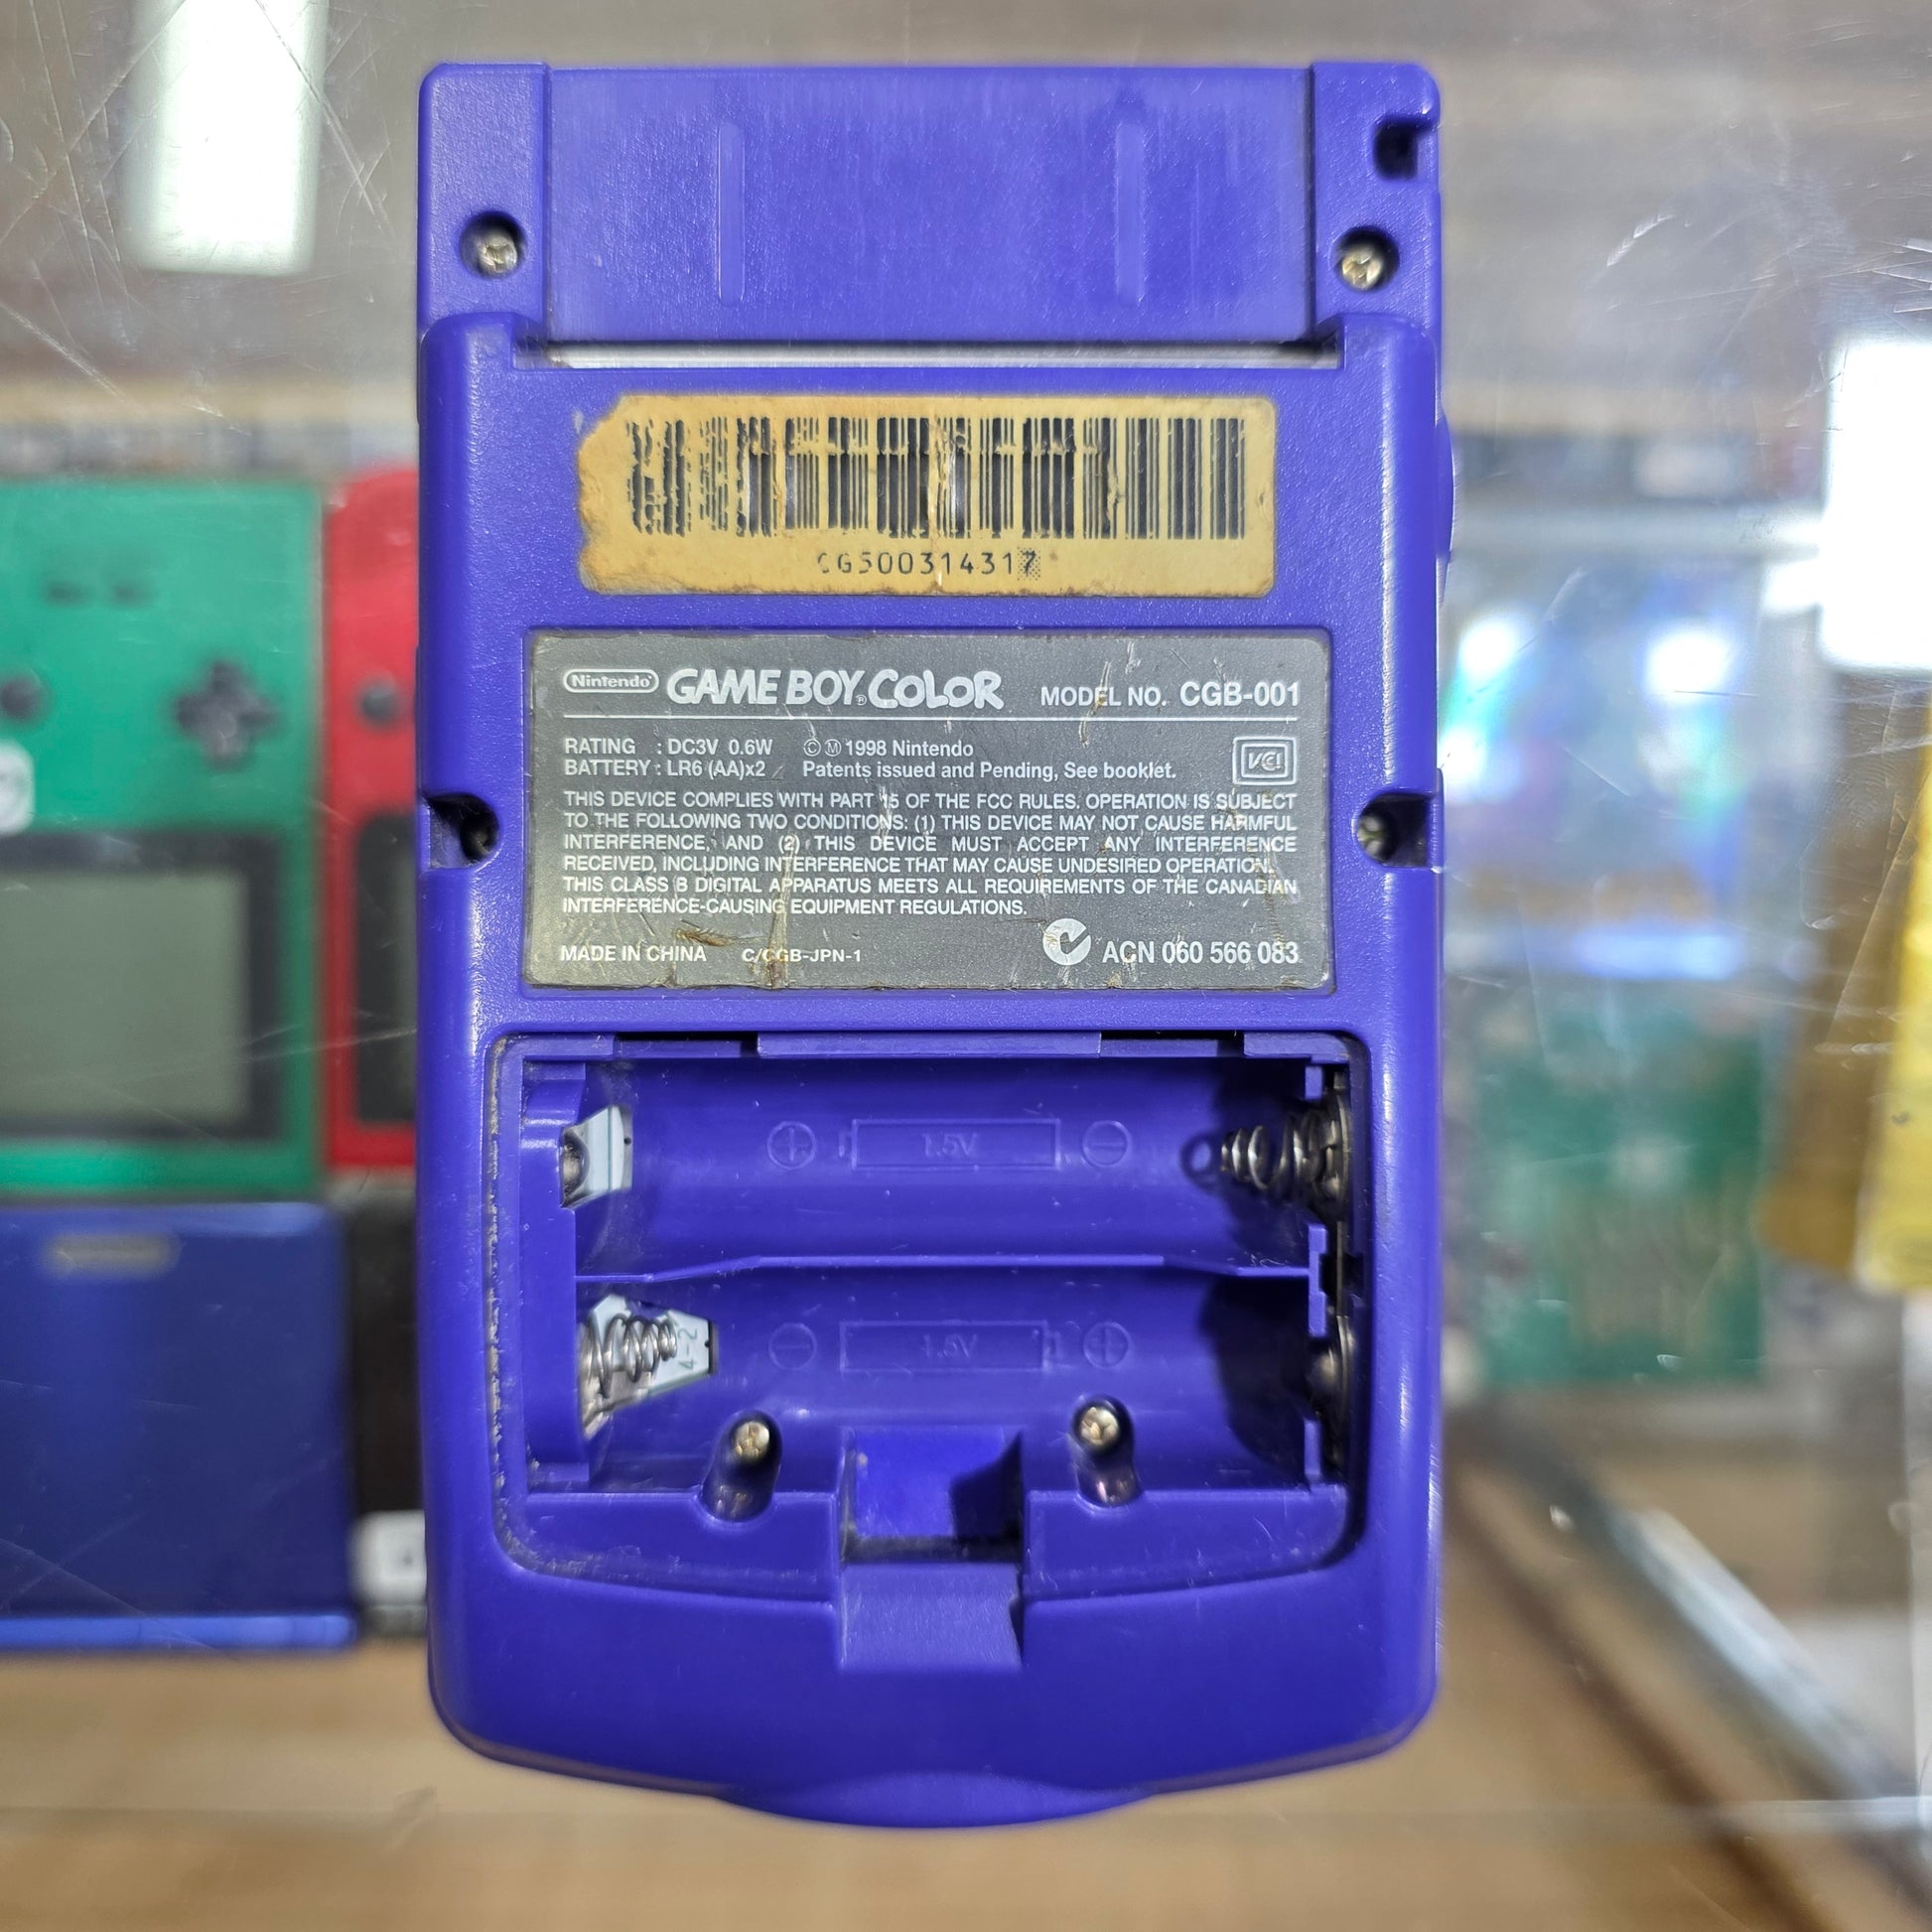 CG50031431
Nintendo GAME BOY COLOR MODEL NO. CGB-001
RATING : DC3V 0.6W © Ⓜ 1998 Nintendo
BATTERY : LR6 (AA)x2 Patents issued and Pending, See booklet.
VCI
THIS DEVICE COMPLIES WITH PART 15 OF THE FCC RULES. OPERATION IS SUBJECT
TO THE FOLLOWING TWO CONDITIONS: (1) THIS DEVICE MAY NOT CAUSE HARMFUL
INTERFERENCE, AND (2) THIS DEVICE MUST ACCEPT ANY INTERFERENCE
RECEIVED, INCLUDING INTERFERENCE THAT MAY CAUSE UNDESIRED OPERATION.
THIS CLASS B DIGITAL APPARATUS MEETS ALL REQUIREMENTS OF THE CANADIAN
INTERFERENCE-CAUSING EQUIPMENT REGULATIONS.
MADE IN CHINA C/CGB-JPN-1 ACN 060 566 083
+ 1.5V -
4-2
- 1.5V +